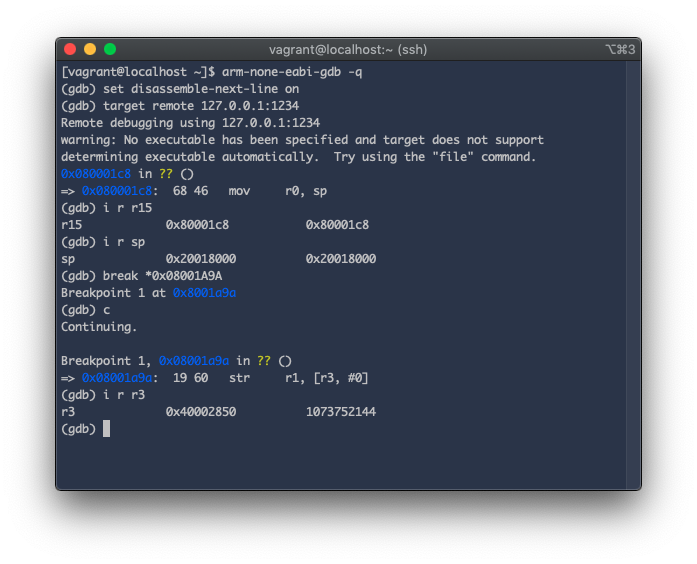 vagrant@localhost:~ (ssh)
⌥⌘3
[vagrant@localhost ~]$ arm-none-eabi-gdb -q
(gdb) set disassemble-next-line on
(gdb) target remote 127.0.0.1:1234
Remote debugging using 127.0.0.1:1234
warning: No executable has been specified and target does not support
determining executable automatically.  Try using the "file" command.
0x080001c8 in ?? ()
=> 0x080001c8:  68 46   mov     r0, sp
(gdb) i r r15
r15            0x80001c8           0x80001c8
(gdb) i r sp
sp             0x20018000          0x20018000
(gdb) break *0x08001A9A
Breakpoint 1 at 0x8001a9a
(gdb) c
Continuing.
Breakpoint 1, 0x08001a9a in ?? ()
=> 0x08001a9a:  19 60   str     r1, [r3, #0]
(gdb) i r r3
r3             0x40002850          1073752144
(gdb)